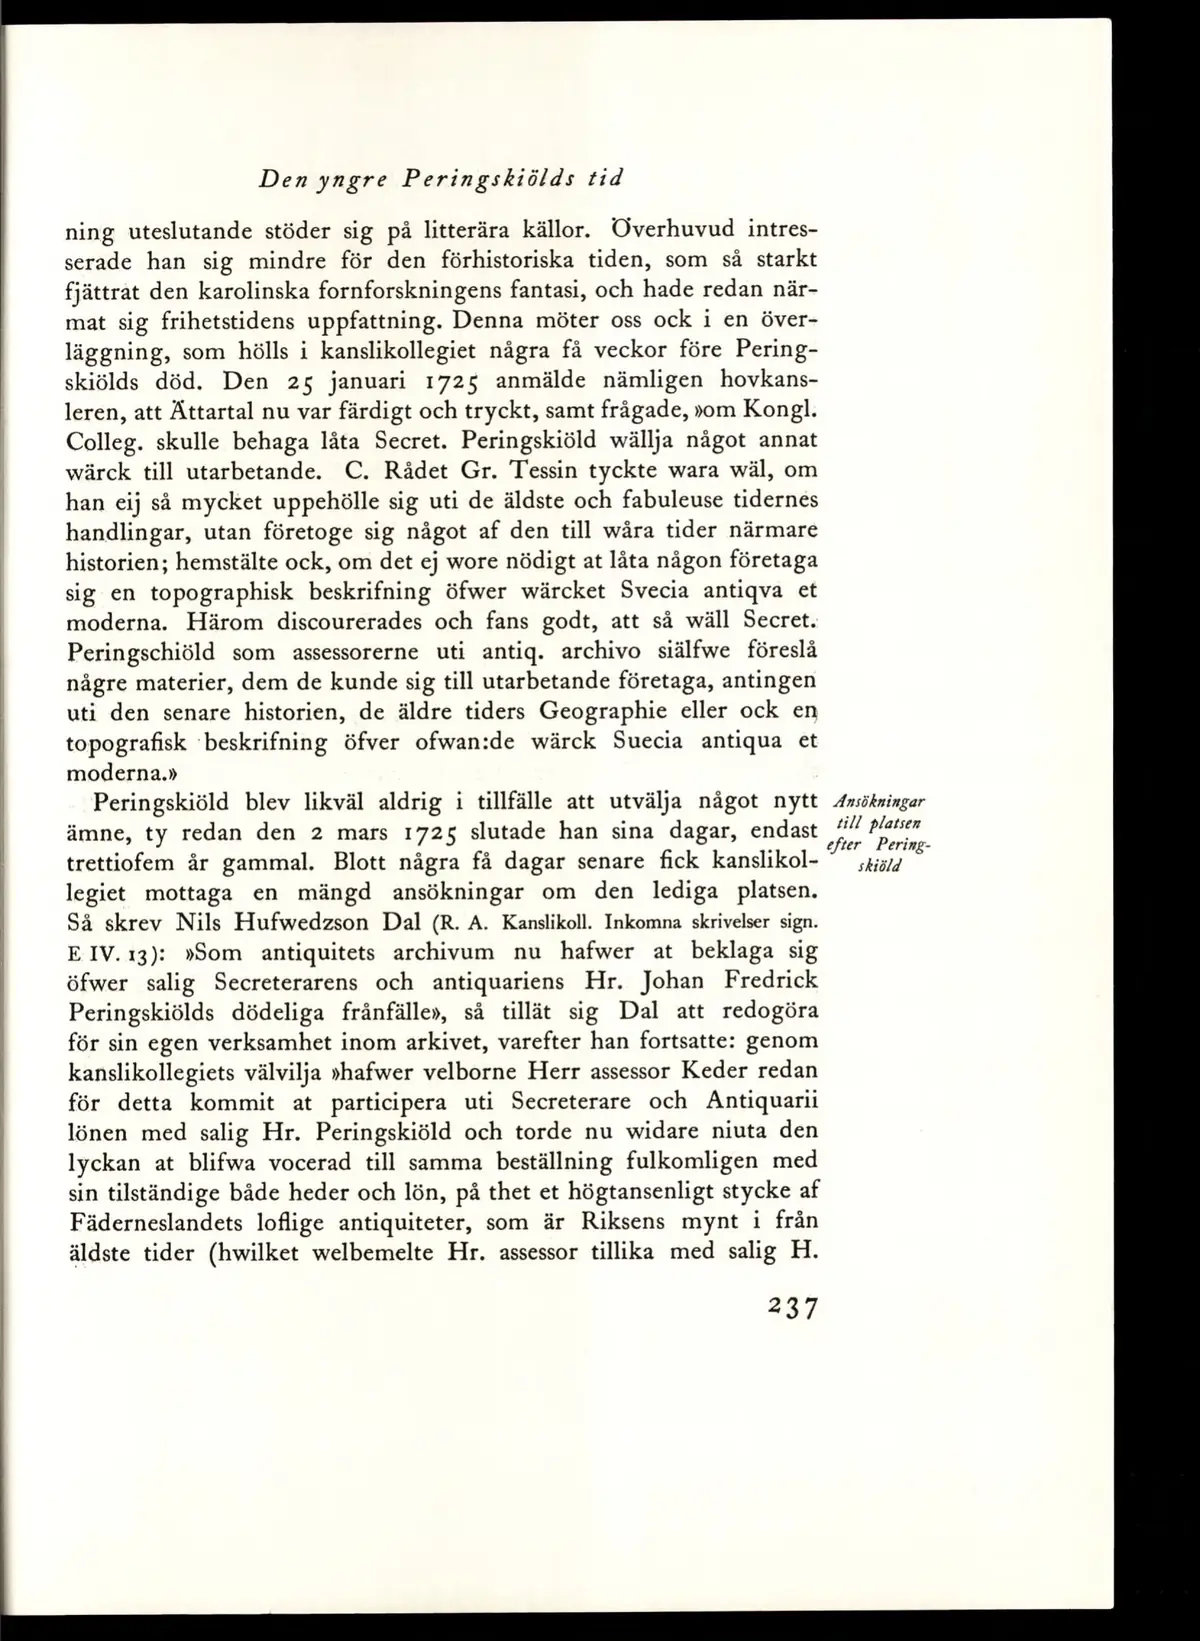 Den yngre Peringskiölds tid
ning uteslutande stöder sig på litterära källor. Överhuvud intres-
serade han sig mindre för den förhistoriska tiden, som så starkt
fjättrat den karolinska fornforskningens fantasi, och hade redan när-
mat sig frihetstidens uppfattning. Denna möter oss ock i en över-
läggning, som hölls i kanslikollegiet några få veckor före Pering-
skiölds död. Den 25 januari 1725 anmälde nämligen hovkans-
leren, att Ättartal nu var färdigt och tryckt, samt frågade, »om Kongl.
Colleg. skulle behaga låta Secret. Peringskiöld wällja något annat
wärck till utarbetande. C. Rådet Gr. Tessin tyckte wara wäl, om
han eij så mycket uppehölle sig uti de äldste och fabuleuse tidernes
handlingar, utan företoge sig något af den till wåra tider närmare
historien; hemstälte ock, om det ej wore nödigt at låta någon företaga
sig en topographisk beskrifning öfwer wärcket Svecia antiqva et
moderna. Härom discourerades och fans godt, att så wäll Secret.
Peringschiöld som assessorerne uti antiq. archivo siälfwe föreslå
någre materier, dem de kunde sig till utarbetande företaga, antingen
uti den senare historien, de äldre tiders Geographie eller ock en
topografisk beskrifning öfver ofwan:de wärck Suecia antiqua et
moderna.»
Peringskiöld blev likväl aldrig i tillfälle att utvälja något nytt
ämne, ty redan den 2 mars 1725 slutade han sina dagar, endast
trettiofem år gammal. Blott några få dagar senare fick kanslikol-
legiet mottaga en mängd ansökningar om den lediga platsen.
Så skrev Nils Hufwedzson Dal (R. A. Kanslikoll. Inkomna skrivelser sign.
E IV. 13): »Som antiquitets archivum nu hafwer at beklaga sig
öfwer salig Secreterarens och antiquariens Hr. Johan Fredrick
Peringskiölds dödeliga frånfälle», så tillät sig Dal att redogöra
för sin egen verksamhet inom arkivet, varefter han fortsatte: genom
kanslikollegiets välvilja »hafwer velborne Herr assessor Keder redan
för detta kommit at participera uti Secreterare och Antiquarii
lönen med salig Hr. Peringskiöld och torde nu widare niuta den
lyckan at blifwa vocerad till samma beställning fulkomligen med
sin tilständige både heder och lön, på thet et högtansenligt stycke af
Fäderneslandets loflige antiquiteter, som är Riksens mynt i från
äldste tider (hwilket welbemelte Hr. assessor tillika med salig H.
Ansökningar
till platsen
efter Pering-
skiöld
237